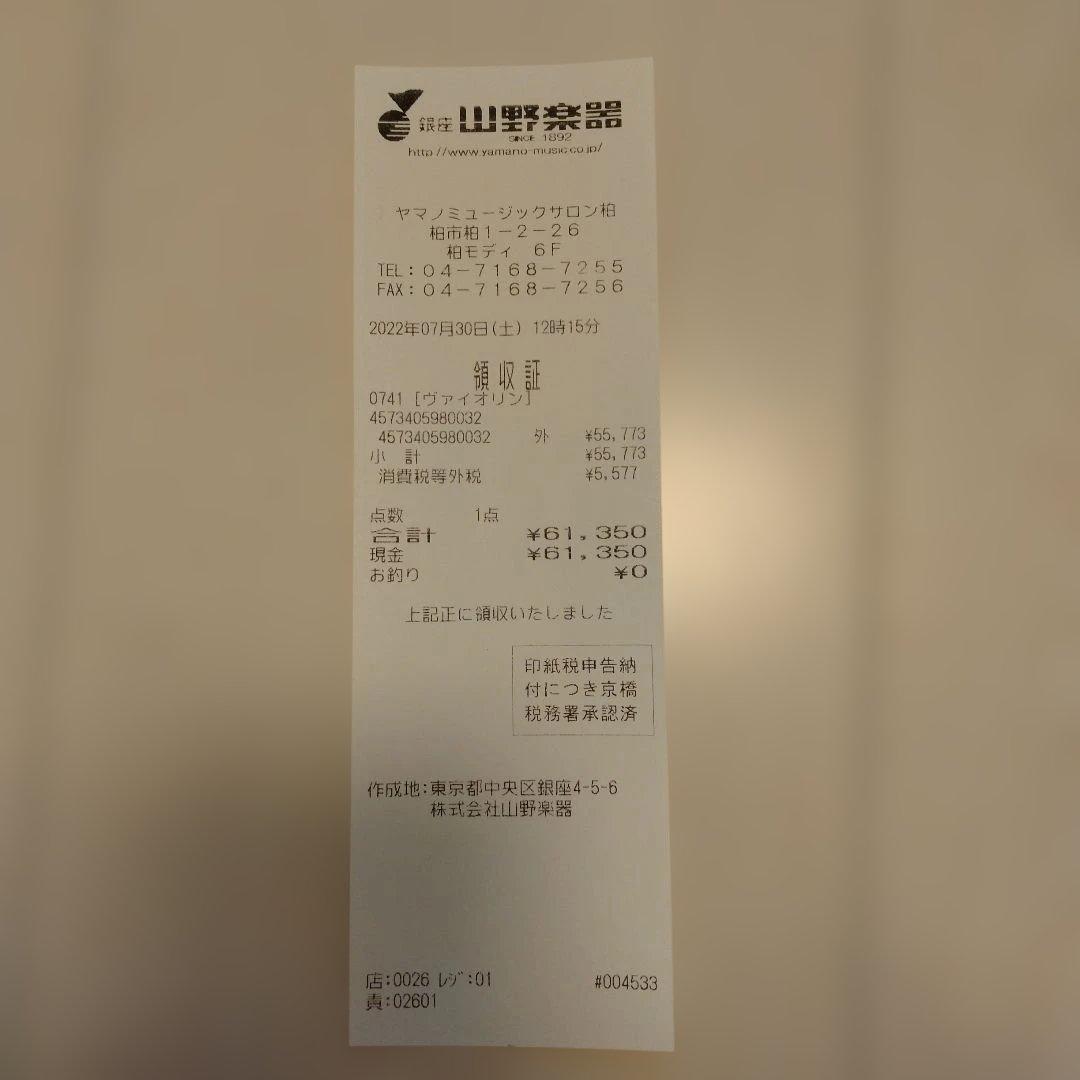 銀座 山野楽器
SINCE 1892
http://www.yamano-music.co.jp/
ヤマノミュージックサロン柏
柏市柏1-2-26
柏モディ 6F
TEL:04-7168-7255
FAX:04-7168-7256
2022年07月30日(土) 12時15分
領収証
0741 [ヴァイオリン]
4573405980032
4573405980032 外 ¥55,773
小 計 ¥55,773
消費税等外税 ¥5,577
点数 1点
合計 ¥61,350
現金 ¥61,350
お釣り ¥0
上記正に領収いたしました
印紙税申告納
付につき京橋
税務署承認済
作成地:東京都中央区銀座4-5-6
株式会社山野楽器
店:0026 ﾚｼﾞ:01 #004533
責:02601